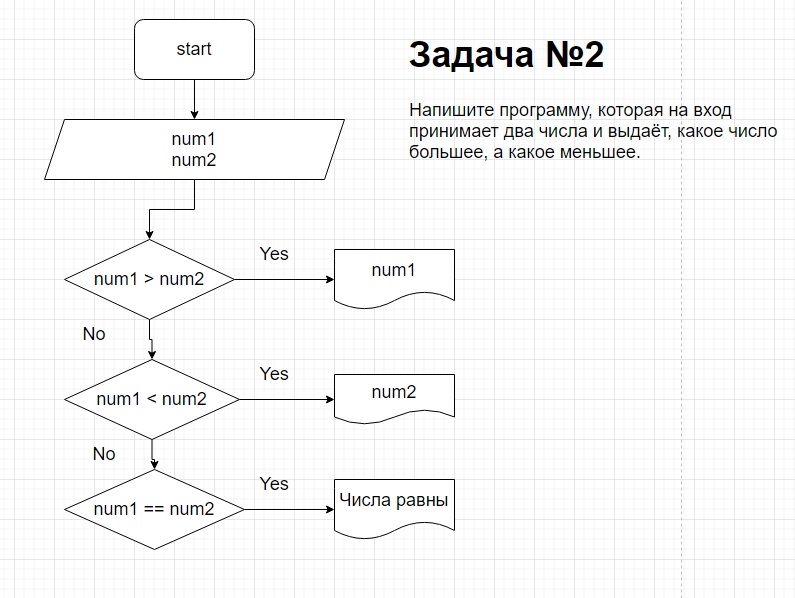 start
Задача №2
Напишите программу, которая на вход
принимает два числа и выдаёт, какое число
большее, а какое меньшее.
num1
num2
num1 > num2
Yes
num1
No
num1 < num2
Yes
num2
No
num1 == num2
Yes
Числа равны